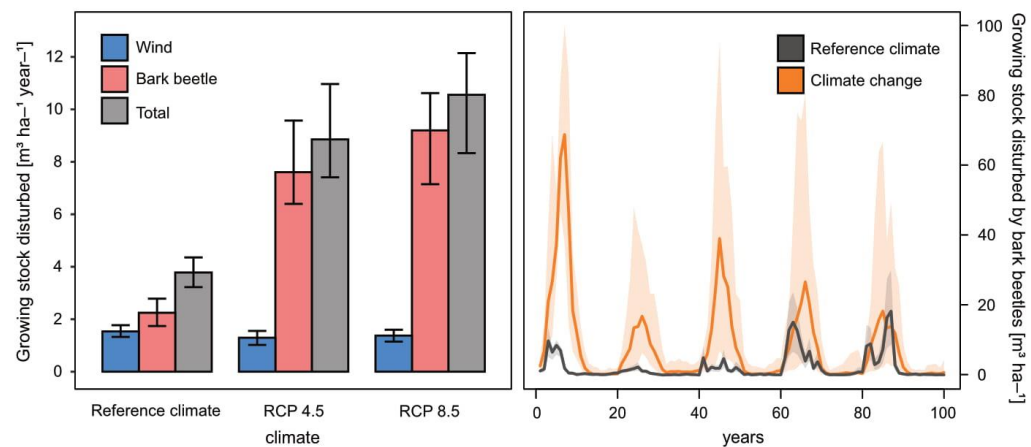 Growing stock disturbed [m³ ha⁻¹ year⁻¹]
12
10
8
6
4
2
0
Wind
Bark beetle
Total
Reference climate
RCP 4.5
RCP 8.5
climate
Reference climate
Climate change
100
80
60
40
20
0
Growing stock disturbed by bark beetles [m³ ha⁻¹]
0
20
40
60
80
100
years